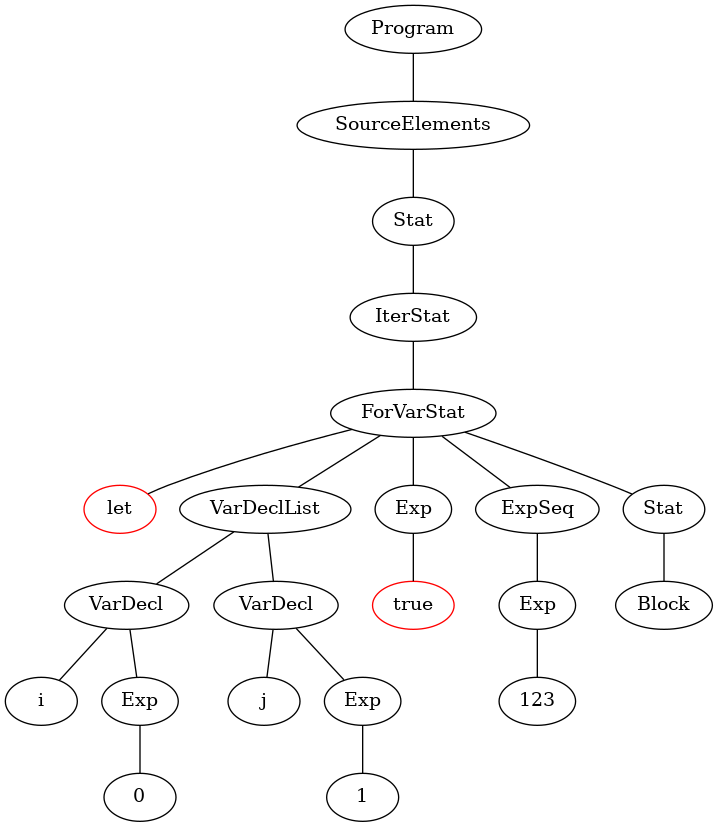 Program
SourceElements
Stat
IterStat
ForVarStat
let VarDeclList Exp ExpSeq Stat
VarDecl VarDecl true Exp Block
i Exp j Exp 123
0 1